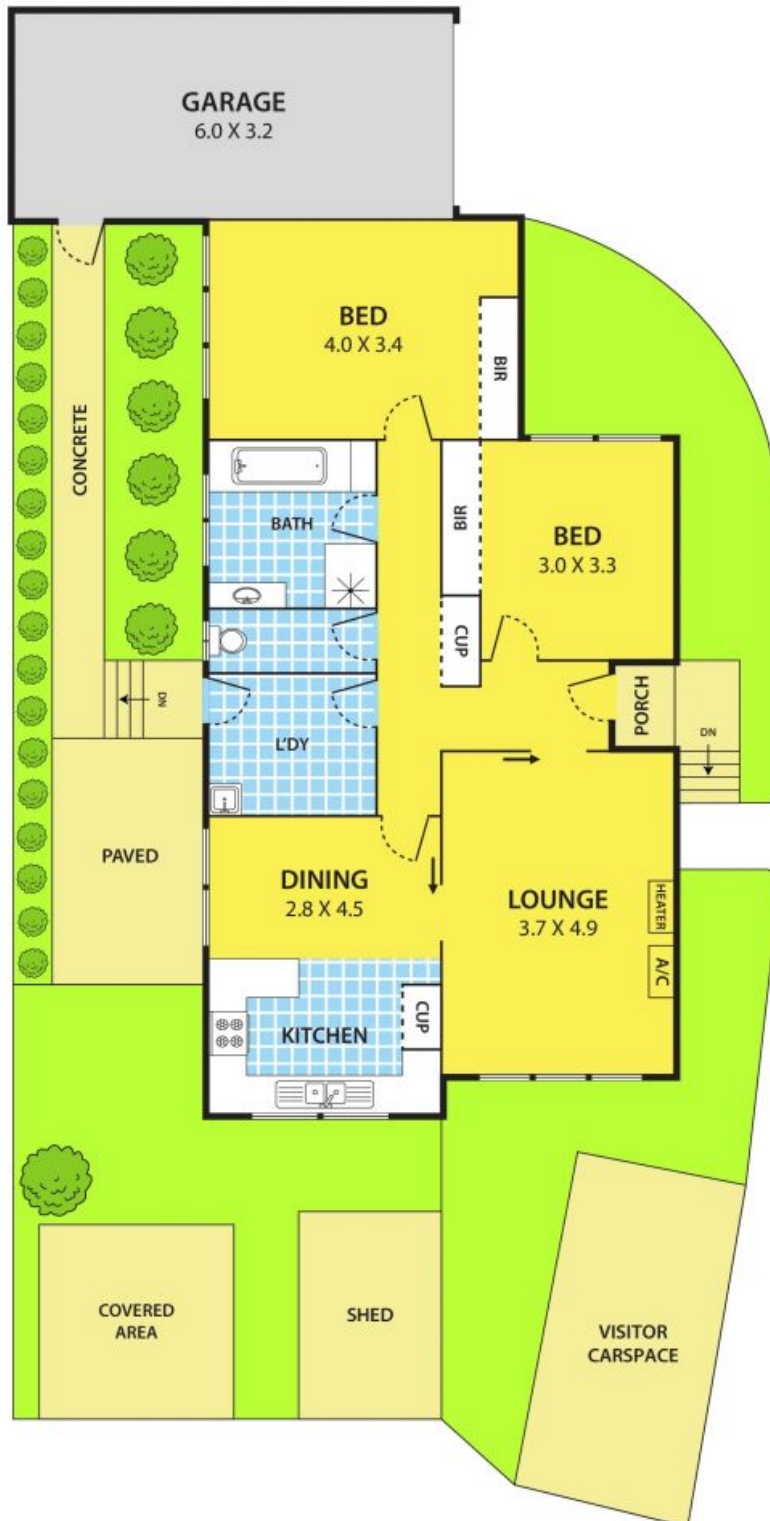 GARAGE
6.0 X 3.2
BED
4.0 X 3.4
BIR
CONCRETE
BATH
BIR
BED
3.0 X 3.3
CUP
DN
L'DY
PORCH
DN
PAVED
DINING
2.8 X 4.5
LOUNGE
3.7 X 4.9
HEATER
A/C
KITCHEN
CUP
COVERED
AREA
SHED
VISITOR
CARSPACE